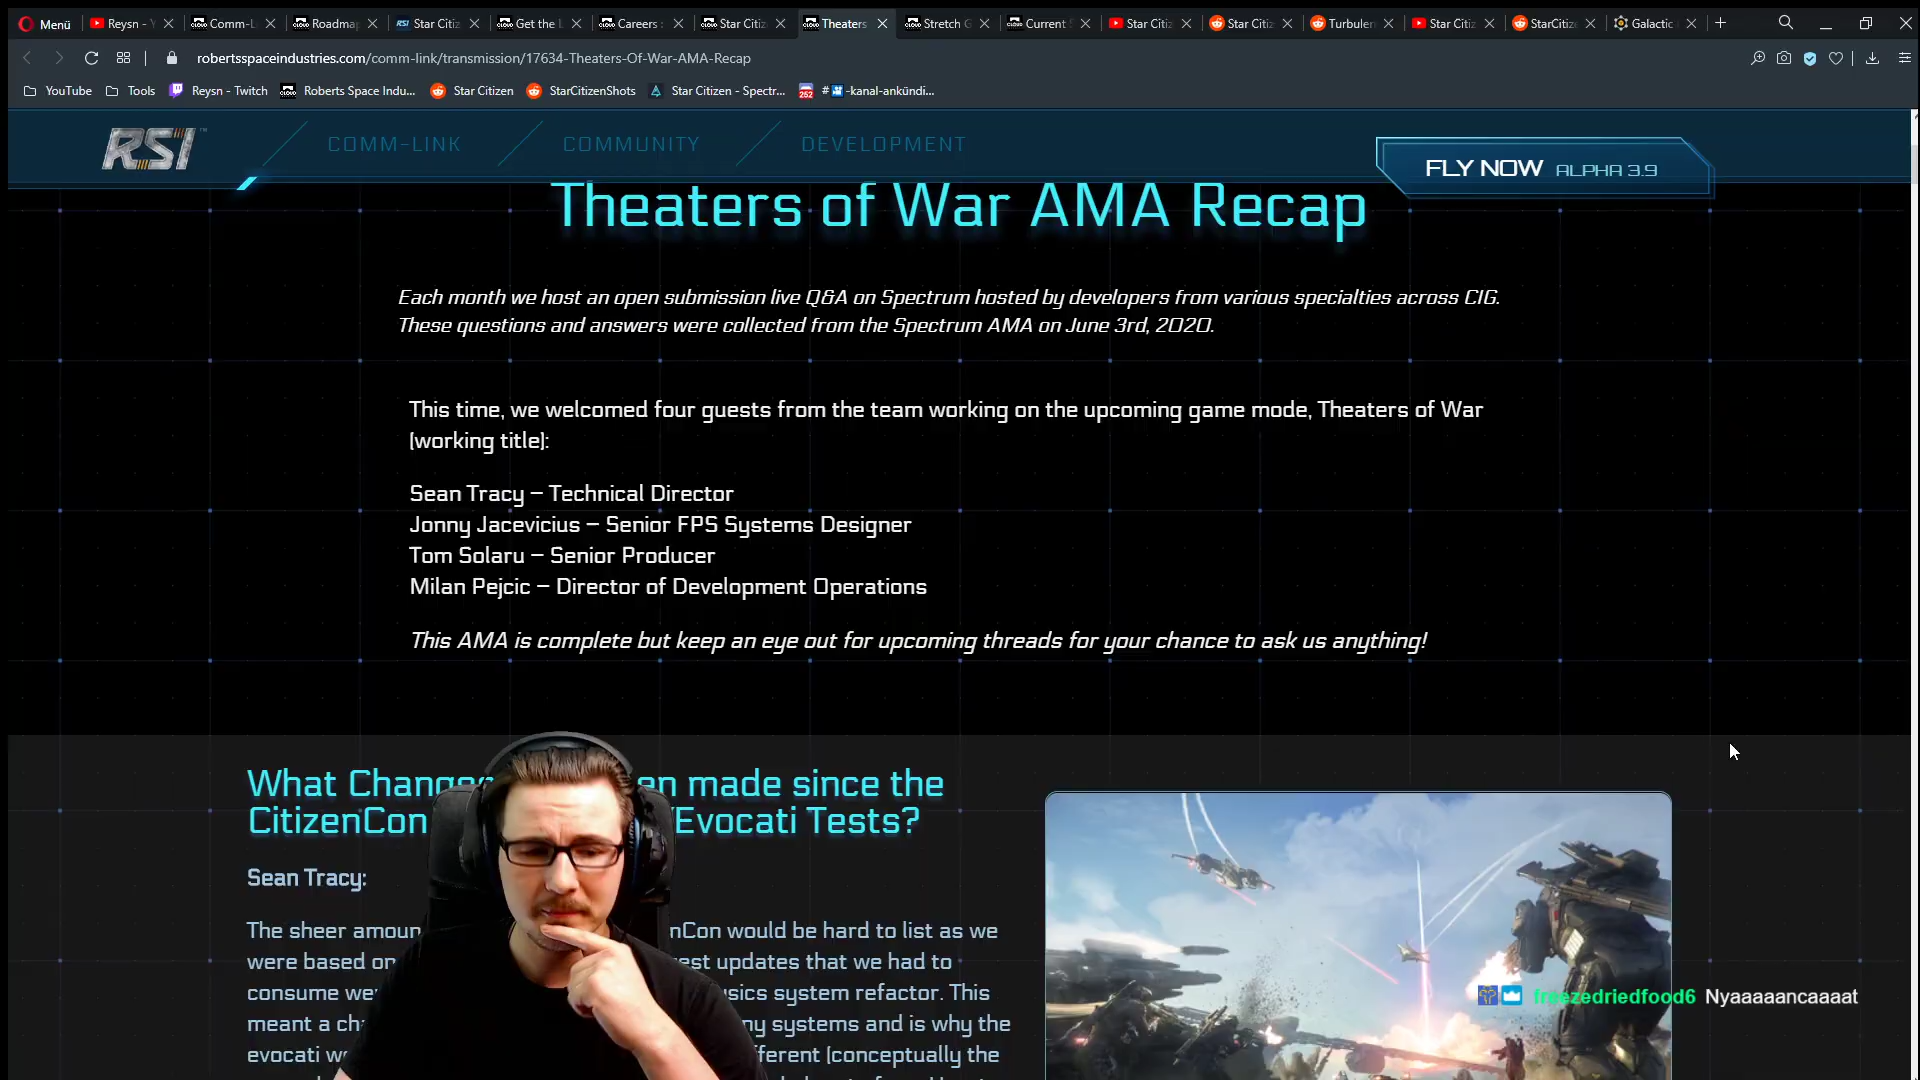 Menü
Reysn - Y
Comm-L
Roadmap
Star Citiz
Get the L
Careers
Star Citiz
Theaters
Stretch G
Current
Star Citiz
Star Citiz
Turbulen
Star Citiz
StarCitize
Galactic
robertsspaceindustries.com/comm-link/transmission/17634-Theaters-Of-War-AMA-Recap
YouTube
Tools
Reysn - Twitch
Roberts Space Indu...
Star Citizen
StarCitizenShots
Star Citizen - Spectr...
-kanal-ankündi...
RSI
COMM-LINK
COMMUNITY
DEVELOPMENT
FLY NOW ALPHA 3.9
Theaters of War AMA Recap
Each month we host an open submission live Q&A on Spectrum hosted by developers from various specialties across CIG.
These questions and answers were collected from the Spectrum AMA on June 3rd, 2020.
This time, we welcomed four guests from the team working on the upcoming game mode, Theaters of War
(working title):
Sean Tracy – Technical Director
Jonny Jacevicius – Senior FPS Systems Designer
Tom Solaru – Senior Producer
Milan Pejcic – Director of Development Operations
This AMA is complete but keep an eye out for upcoming threads for your chance to ask us anything!
What Change en made since the
CitizenCon /Evocati Tests?
Sean Tracy:
The sheer amoun nCon would be hard to list as we
were based on est updates that we had to
consume we sics system refactor. This
meant a cha ny systems and is why the
evocati we fferent (conceptually the
freezedriedfood6 Nyaaaaancaaaat